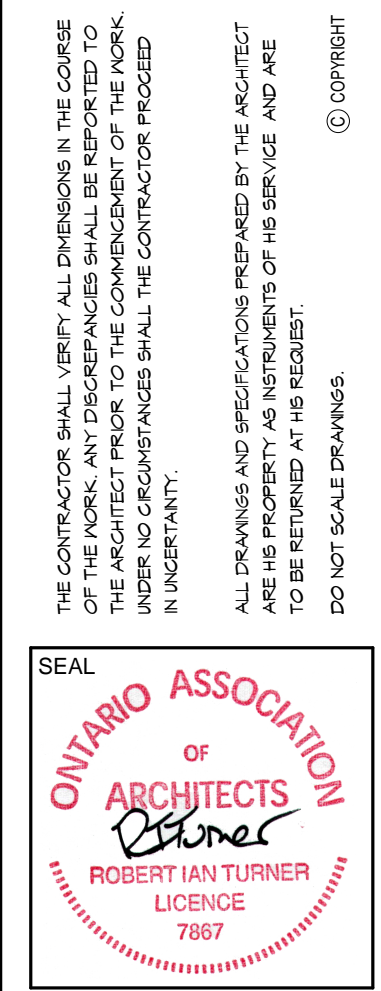 THE CONTRACTOR SHALL VERIFY ALL DIMENSIONS IN THE COURSE
OF THE WORK. ANY DISCREPANCIES SHALL BE REPORTED TO
THE ARCHITECT PRIOR TO THE COMMENCEMENT OF THE WORK.
UNDER NO CIRCUMSTANCES SHALL THE CONTRACTOR PROCEED
IN UNCERTAINTY.
ALL DRAWINGS AND SPECIFICATIONS PREPARED BY THE ARCHITECT
ARE HIS PROPERTY AS INSTRUMENTS OF HIS SERVICE AND ARE
TO BE RETURNED AT HIS REQUEST.
DO NOT SCALE DRAWINGS. © COPYRIGHT
SEAL
ONTARIO ASSOCIATION
OF
ARCHITECTS
RITurner
ROBERT IAN TURNER
LICENCE
7867